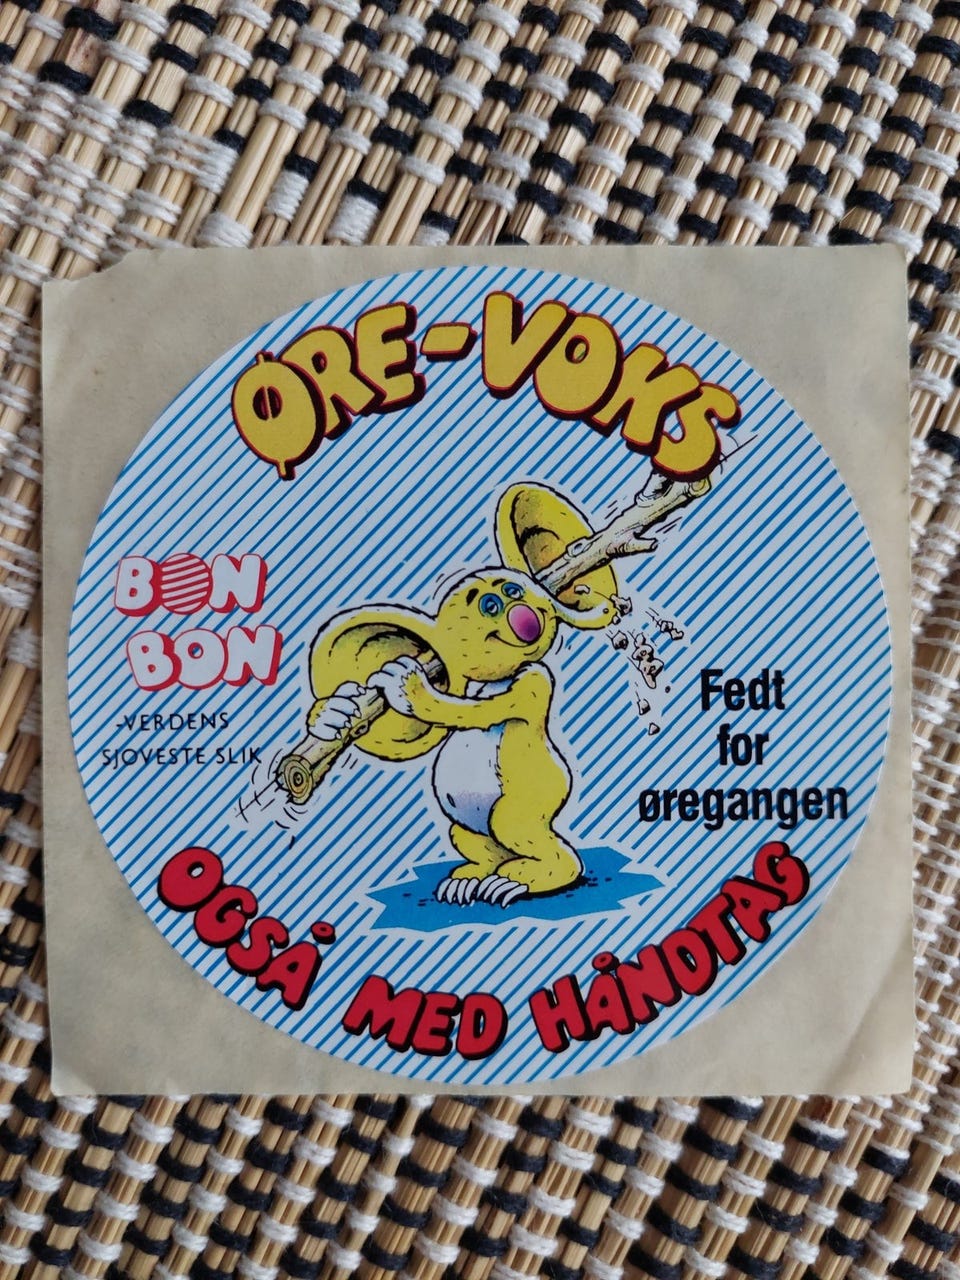 ØRE-VOKS
BON
BON
-VERDENS
SJOVESTE SLIK
Fedt
for
øregangen
OGSÅ MED HÅNDTAG